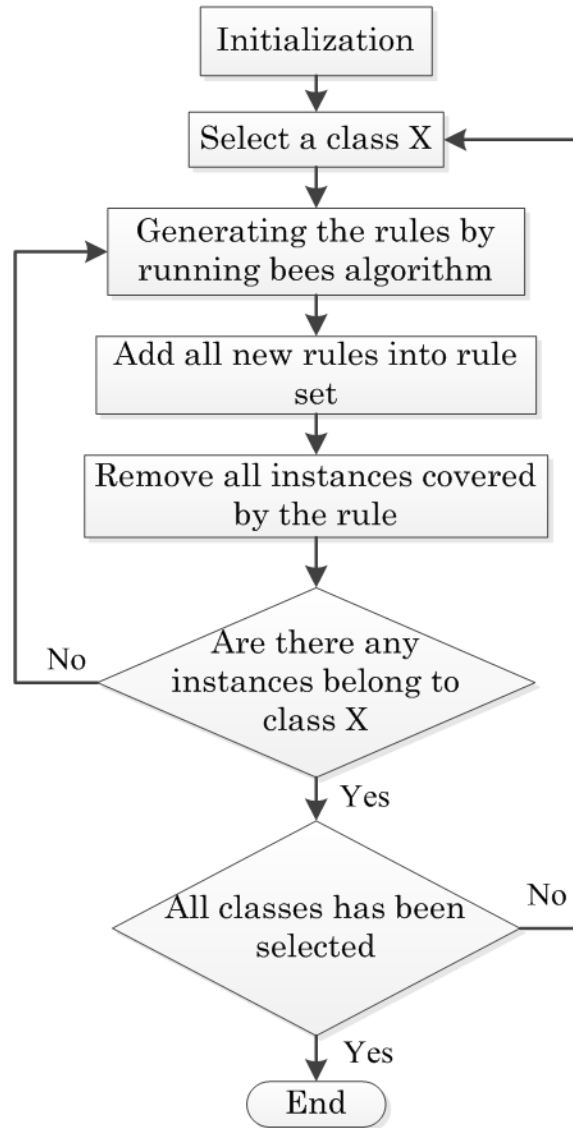 Initialization
Select a class X
Generating the rules by
running bees algorithm
Add all new rules into rule
set
Remove all instances covered
by the rule
Are there any
instances belong to
class X
No
Yes
All classes has been
selected
No
Yes
End